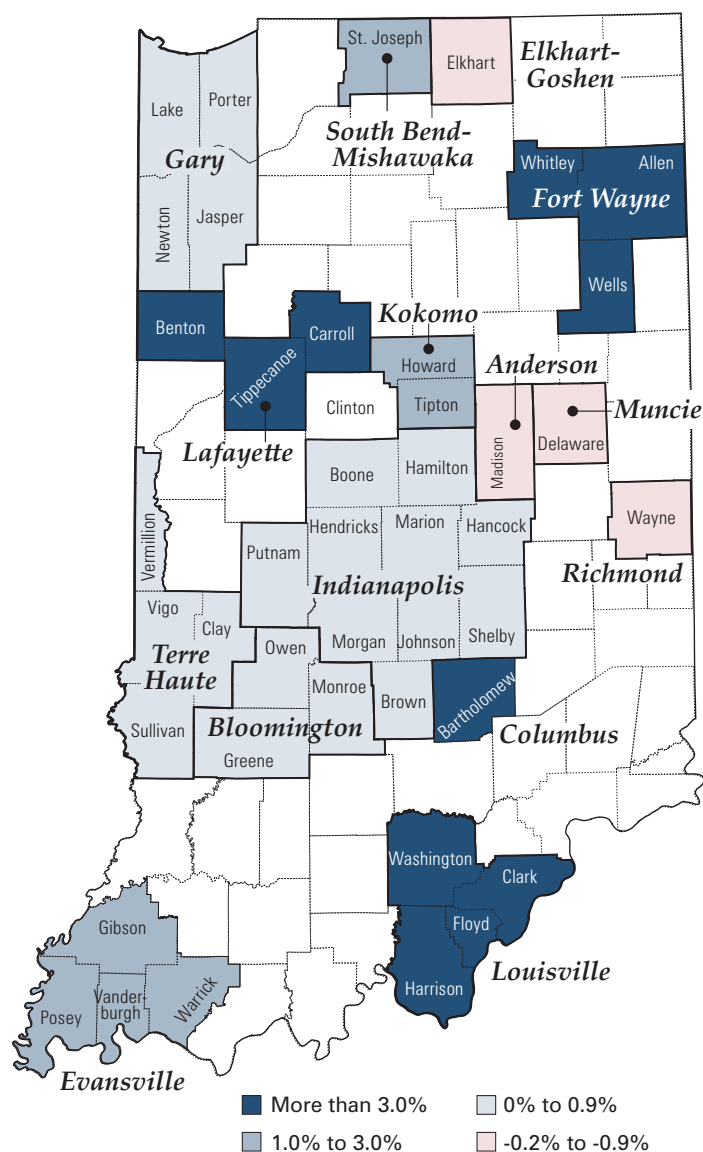 St. Joseph
Elkhart
Elkhart-
Goshen
Lake
Porter
South Bend-
Mishawaka
Gary
Whitley
Allen
Fort Wayne
Newton
Jasper
Wells
Benton
Carroll
Kokomo
Tippecanoe
Howard
Anderson
Clinton
Tipton
Muncie
Lafayette
Madison
Delaware
Boone
Hamilton
Vermillion
Hendricks
Marion
Hancock
Wayne
Putnam
Indianapolis
Richmond
Vigo
Clay
Morgan
Johnson
Shelby
Owen
Terre
Haute
Monroe
Brown
Bartholomew
Sullivan
Bloomington
Columbus
Greene
Washington
Clark
Gibson
Floyd
Harrison
Louisville
Posey
Vander-
burgh
Warrick
Evansville
More than 3.0%
0% to 0.9%
1.0% to 3.0%
-0.2% to -0.9%